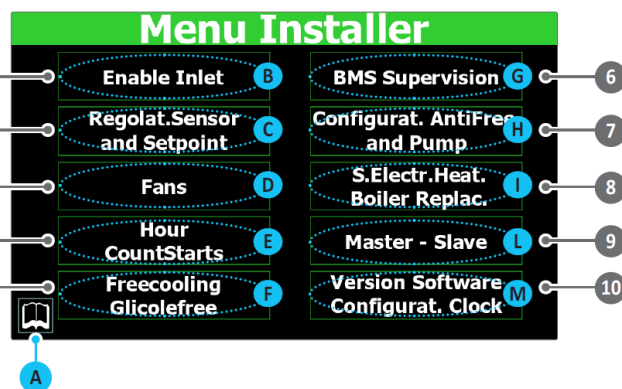 Menu Installer
Enable Inlet
B
Regolat.Sensor
and Setpoint
C
Fans
D
Hour
CountStarts
E
Freecooling
Glicolefree
F
BMS Supervision
G
6
Configurat. AntiFree
and Pump
H
7
S.Electr.Heat.
Boiler Replac.
I
8
Master - Slave
L
9
Version Software
Configurat. Clock
M
10
A